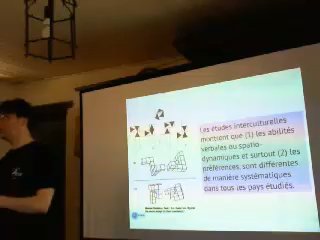 Les études interculturelles
montrent que (1) les abilités
verbales ou spatio-
dynamiques et surtout (2) les
préférences, sont différentes
de manière systématiques
dans tous les pays étudiés.